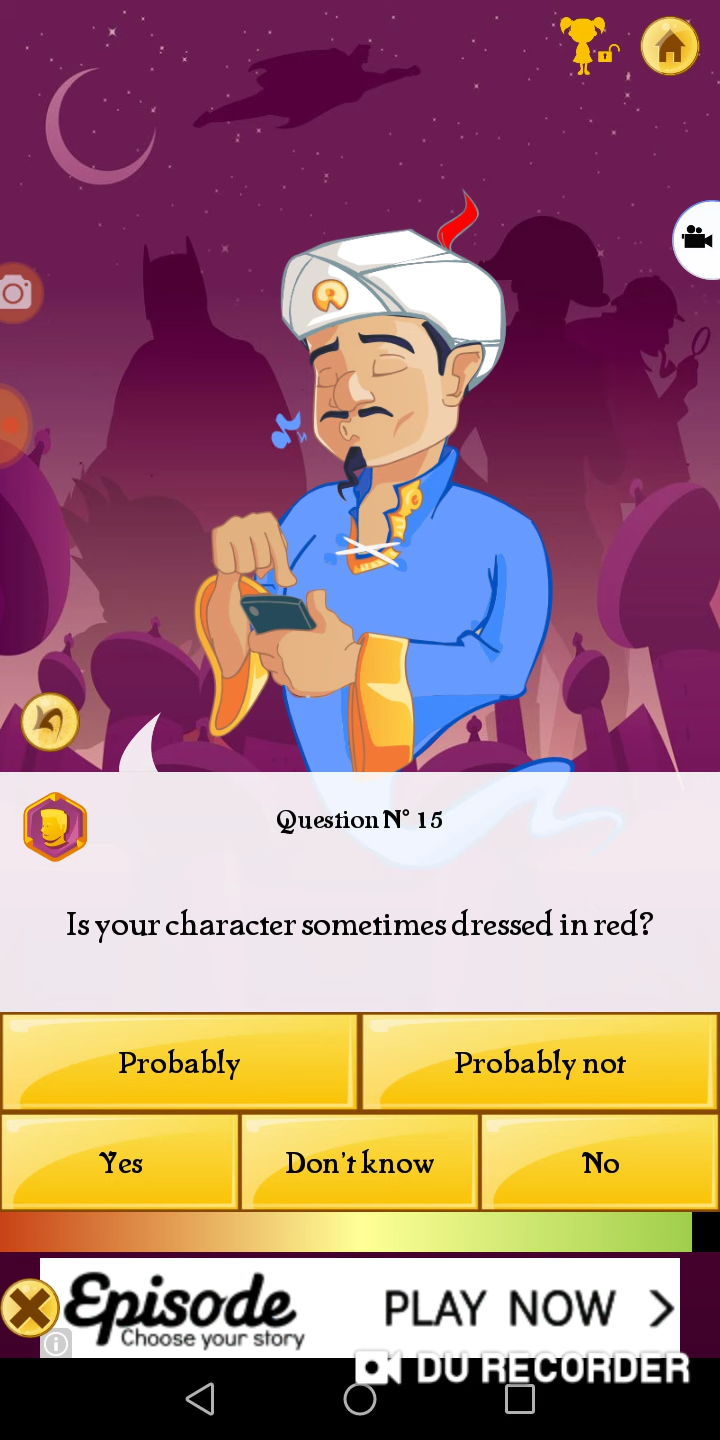 Question N° 15
Is your character sometimes dressed in red?
Probably
Probably not
Yes
Don't know
No
Episode
Choose your story
PLAY NOW
DU RECORDER